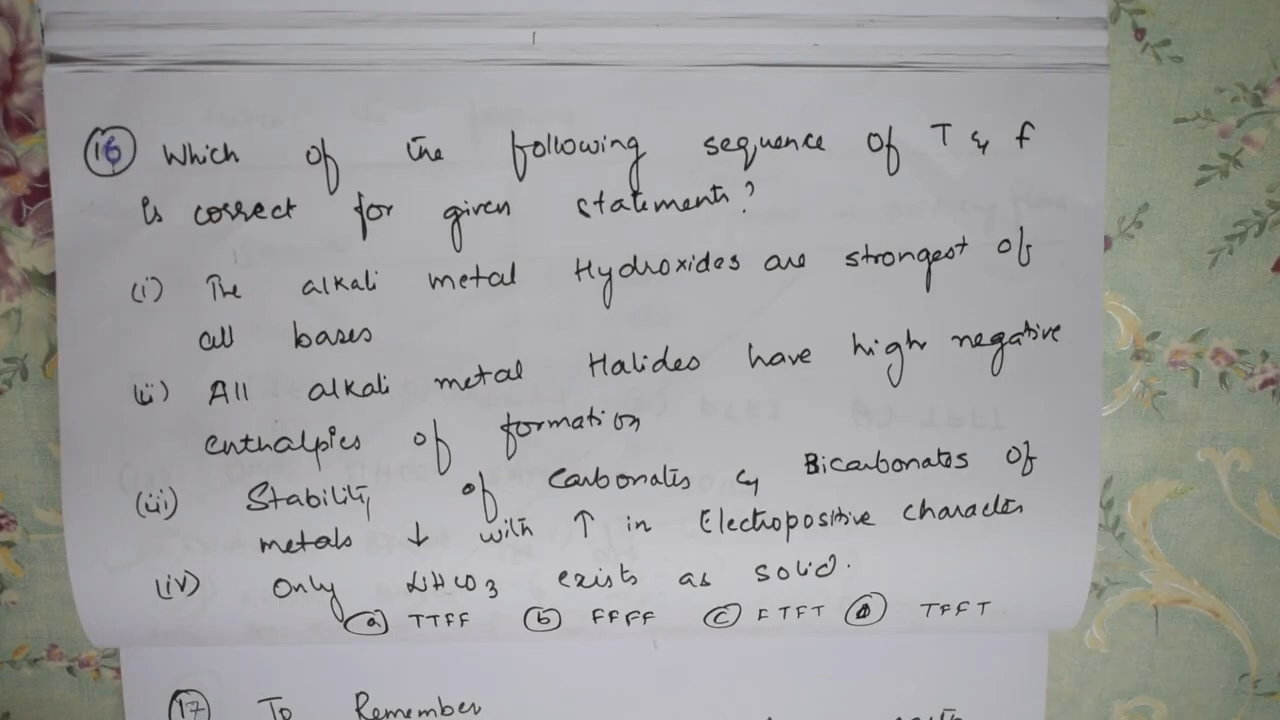 16 Which of the following sequence of T & f
is correct for given statements?
(i) The alkali metal Hydroxides are strongest of
all bases
(ii) All alkali metal Halides have high negative
enthalpies of formation
(iii) Stability of Carbonates & Bicarbonates of
metals ↓ with ↑ in Electropositive character
(iv) Only LiHCO3 exists as solid.
(a) TTFF (b) FFFF (c) FTFT (d) TFFT
17 To Remember